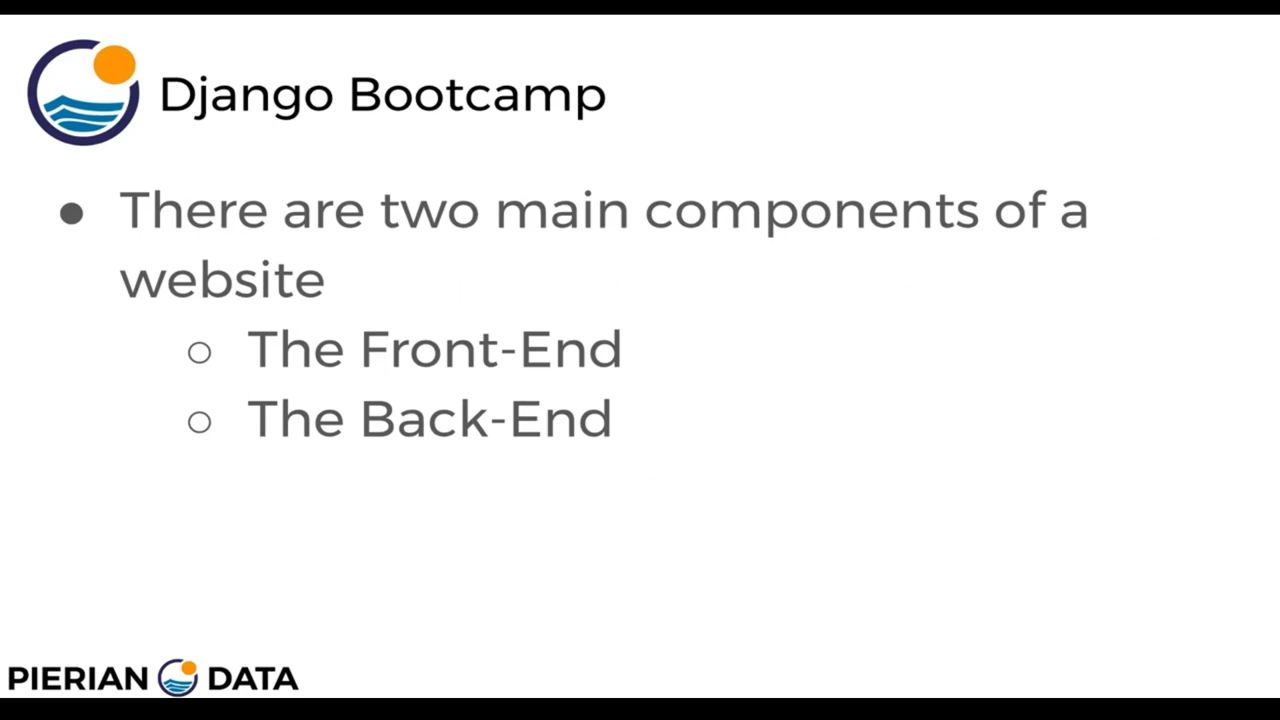 Django Bootcamp
● There are two main components of a
website
○ The Front-End
○ The Back-End
PIERIAN DATA